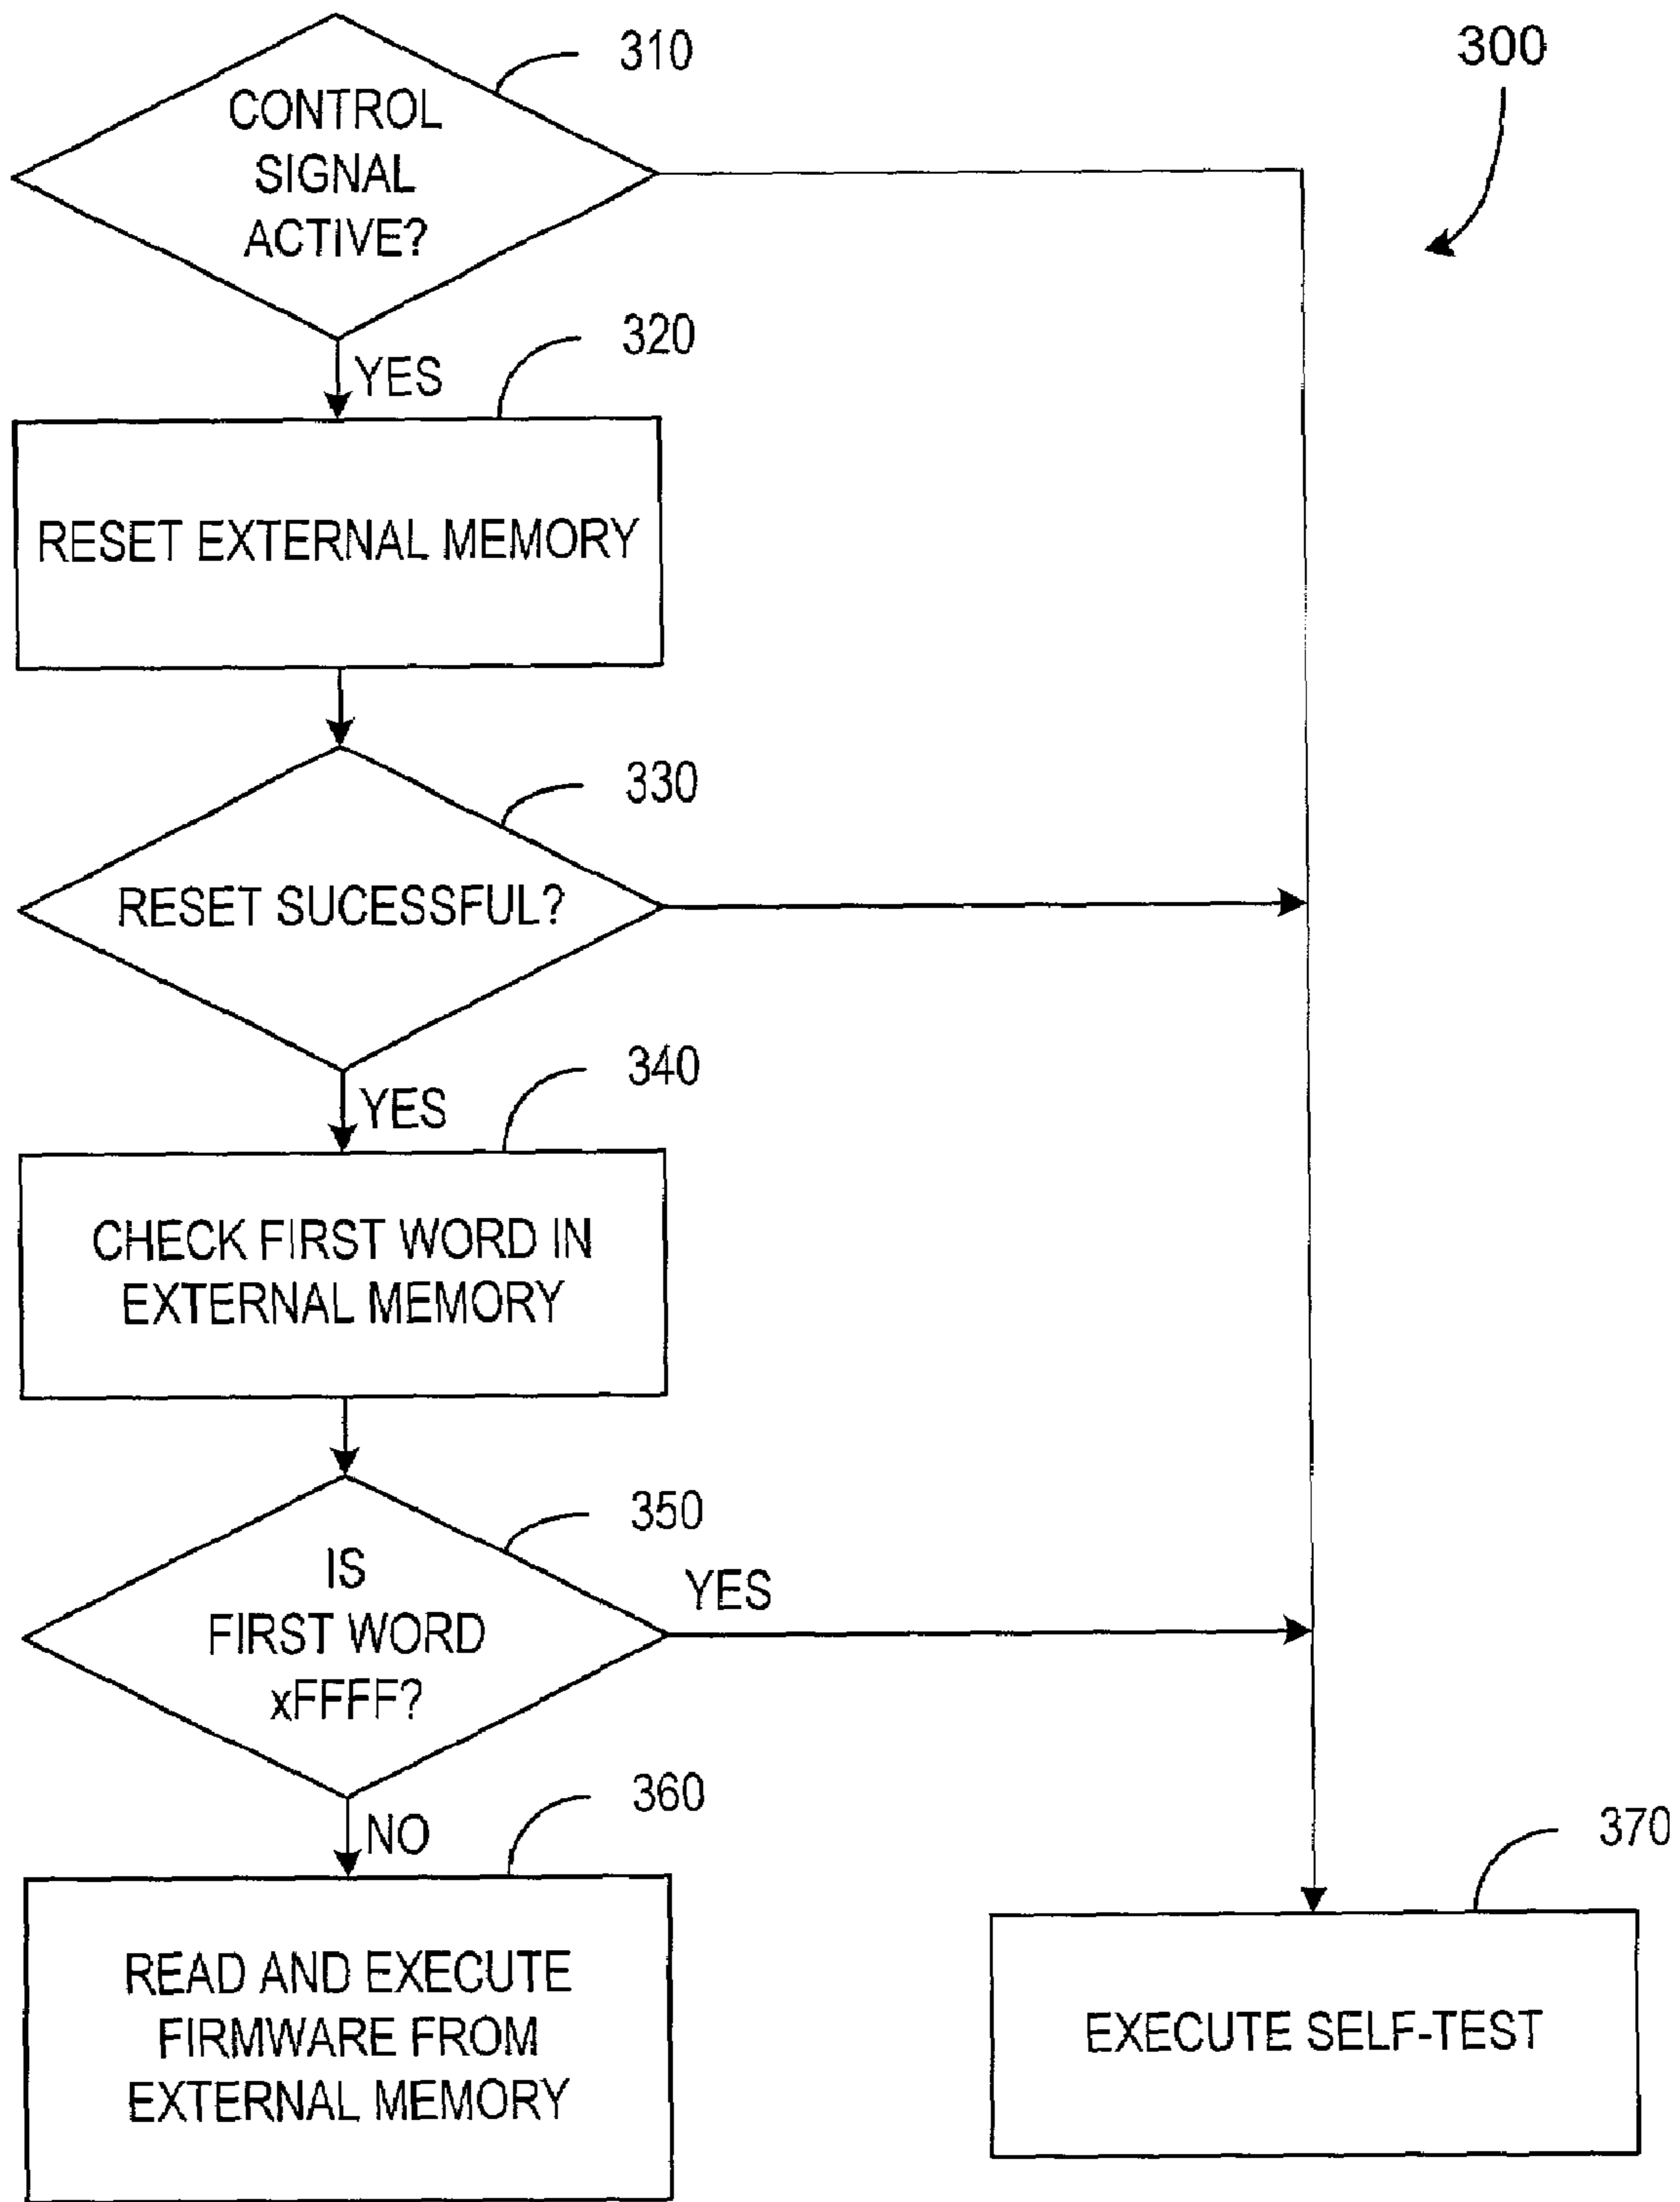 310
300
CONTROL
SIGNAL
ACTIVE?
320
YES
RESET EXTERNAL MEMORY
330
RESET SUCESSFUL?
340
YES
CHECK FIRST WORD IN
EXTERNAL MEMORY
350
IS
FIRST WORD
xFFFF?
YES
360
NO
370
READ AND EXECUTE
FIRMWARE FROM
EXTERNAL MEMORY
EXECUTE SELF-TEST